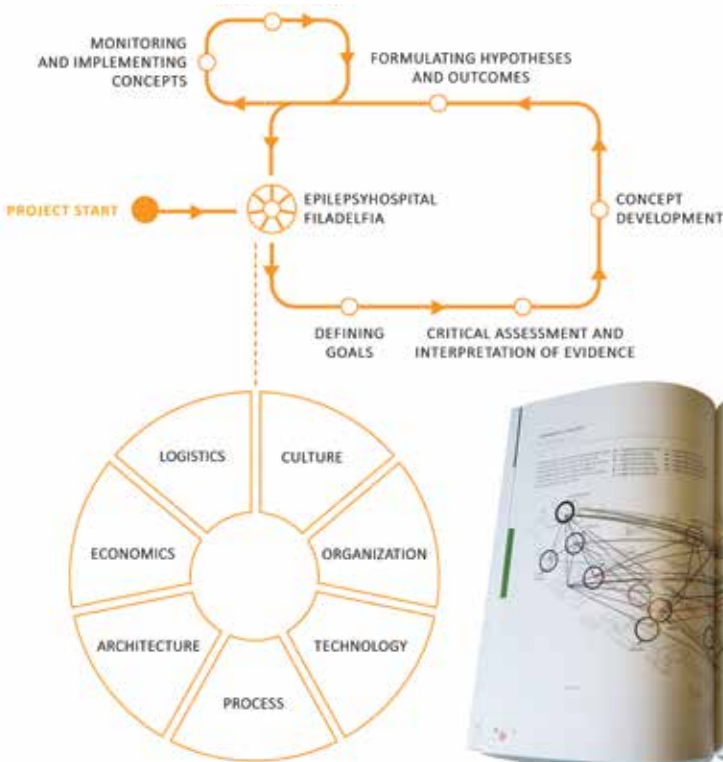 MONITORING
AND IMPLEMENTING
CONCEPTS
FORMULATING HYPOTHESES
AND OUTCOMES
PROJECT START
EPILEPSYHOSPITAL
FILADELFIA
CONCEPT
DEVELOPMENT
DEFINING
GOALS
CRITICAL ASSESSMENT AND
INTERPRETATION OF EVIDENCE
LOGISTICS
CULTURE
ECONOMICS
ORGANIZATION
ARCHITECTURE
TECHNOLOGY
PROCESS